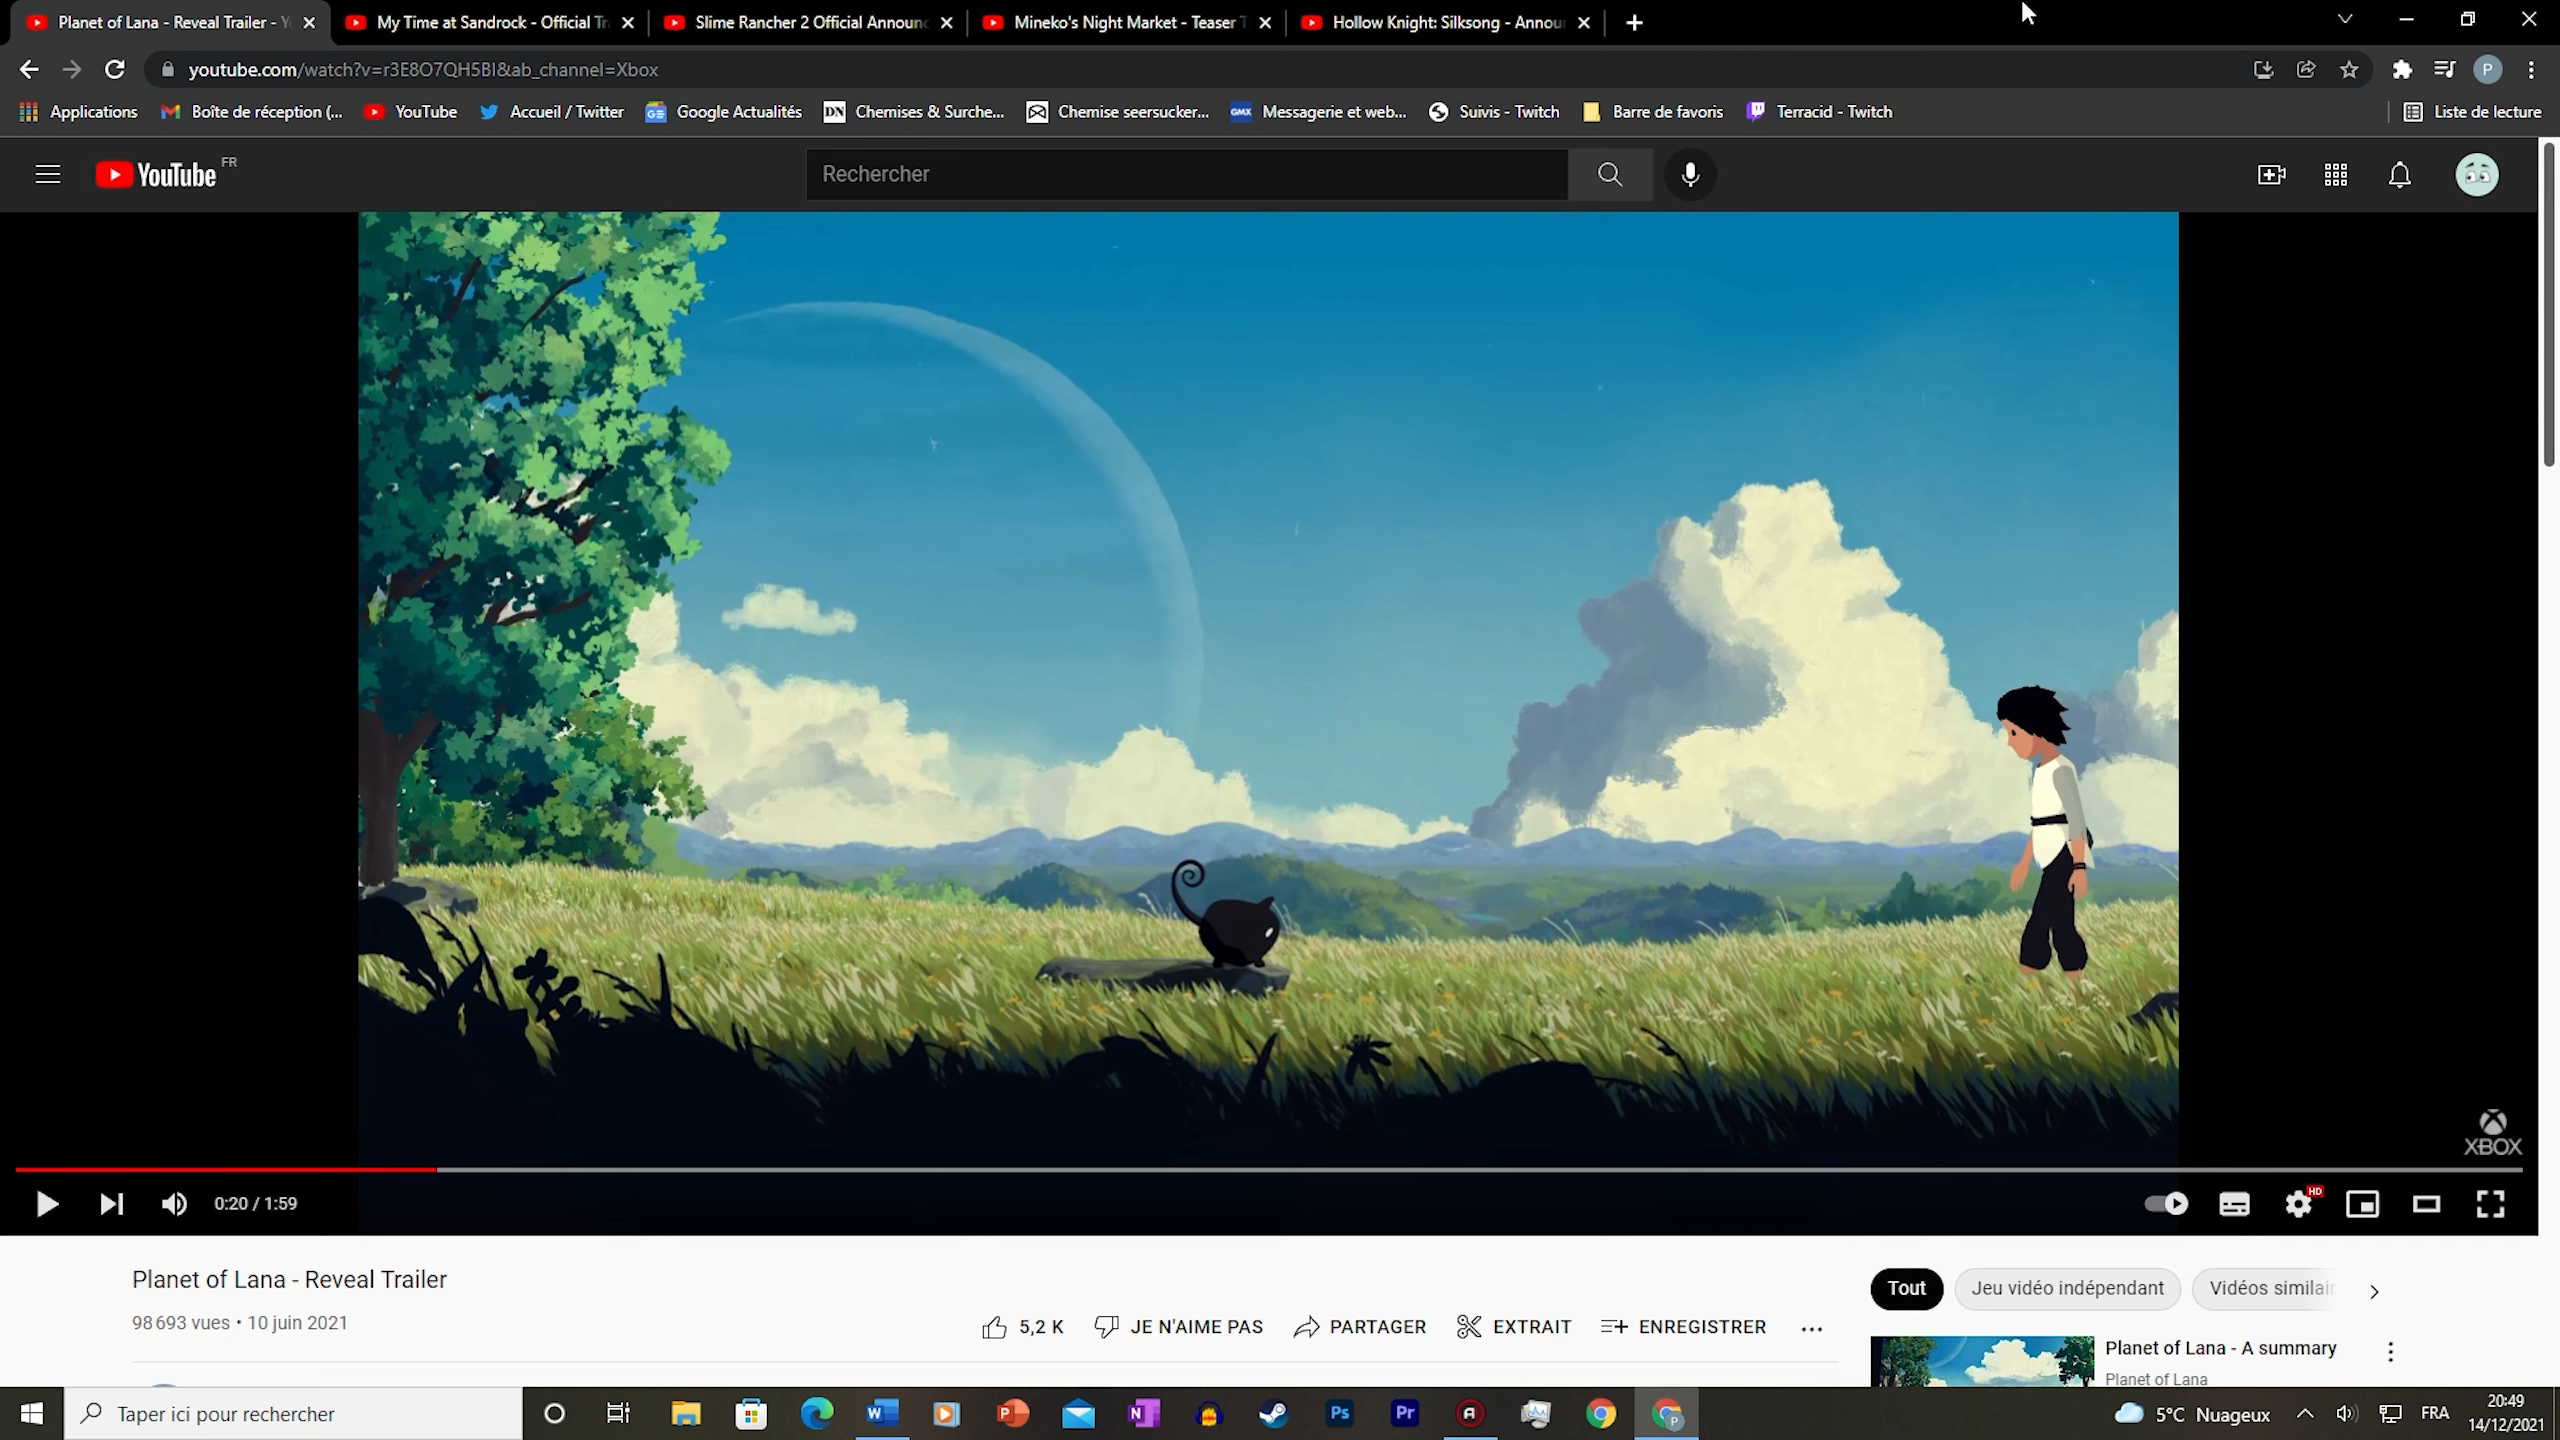 Planet of Lana - Reveal Trailer - Y
My Time at Sandrock - Official Tr
Slime Rancher 2 Official Announc
Mineko's Night Market - Teaser T
Hollow Knight: Silksong - Annou
youtube.com/watch?v=r3E8O7QH5BI&ab_channel=Xbox
P
Applications
Boîte de réception (...
YouTube
Accueil / Twitter
Google Actualités
DN Chemises & Surche...
Chemise seersucker...
GMX Messagerie et web...
Suivis - Twitch
Barre de favoris
Terracid - Twitch
Liste de lecture
YouTube FR
Rechercher
XBOX
0:20 / 1:59
HD
Planet of Lana - Reveal Trailer
98 693 vues • 10 juin 2021
5,2 K
JE N'AIME PAS
PARTAGER
EXTRAIT
ENREGISTRER
Tout
Jeu vidéo indépendant
Vidéos similair
Planet of Lana - A summary
Planet of Lana
Taper ici pour rechercher
Ps
Pr
5°C Nuageux
FRA
20:49
14/12/2021